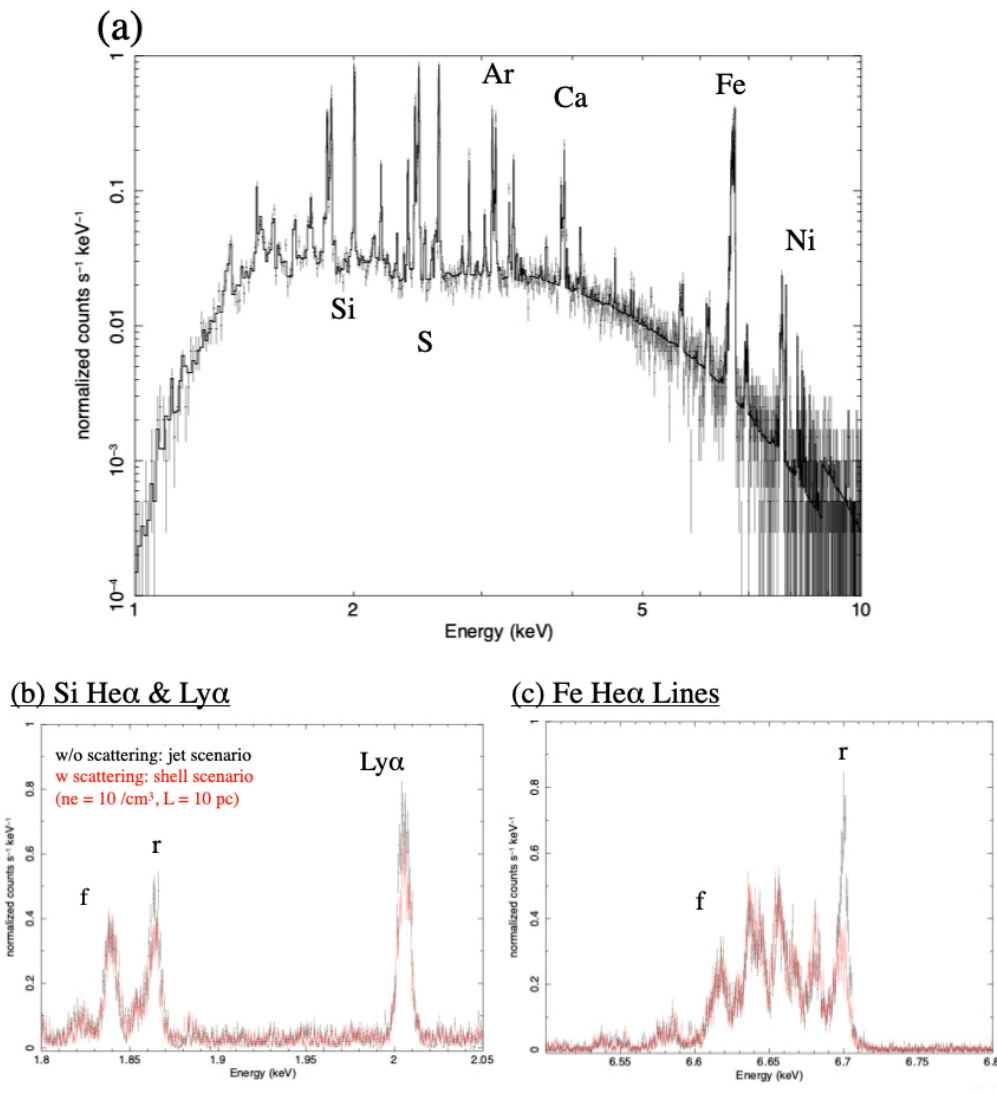 (a)
1
0.1
0.01
10⁻³
10⁻⁴
normalized counts s⁻¹ keV⁻¹
Si
S
Ar
Ca
Fe
Ni
1 2 5 10
Energy (keV)
(b) Si Heα & Lyα
w/o scattering: jet scenario
w scattering: shell scenario
(ne = 10 /cm³, L = 10 pc)
f
r
Lyα
1
0.8
0.6
0.4
0.2
0
normalized counts s⁻¹ keV⁻¹
1.8 1.85 1.9 1.95 2 2.05
Energy (keV)
(c) Fe Heα Lines
f
r
1
0.8
0.6
0.4
0.2
0
normalized counts s⁻¹ keV⁻¹
6.55 6.6 6.65 6.7 6.75 6.8
Energy (keV)